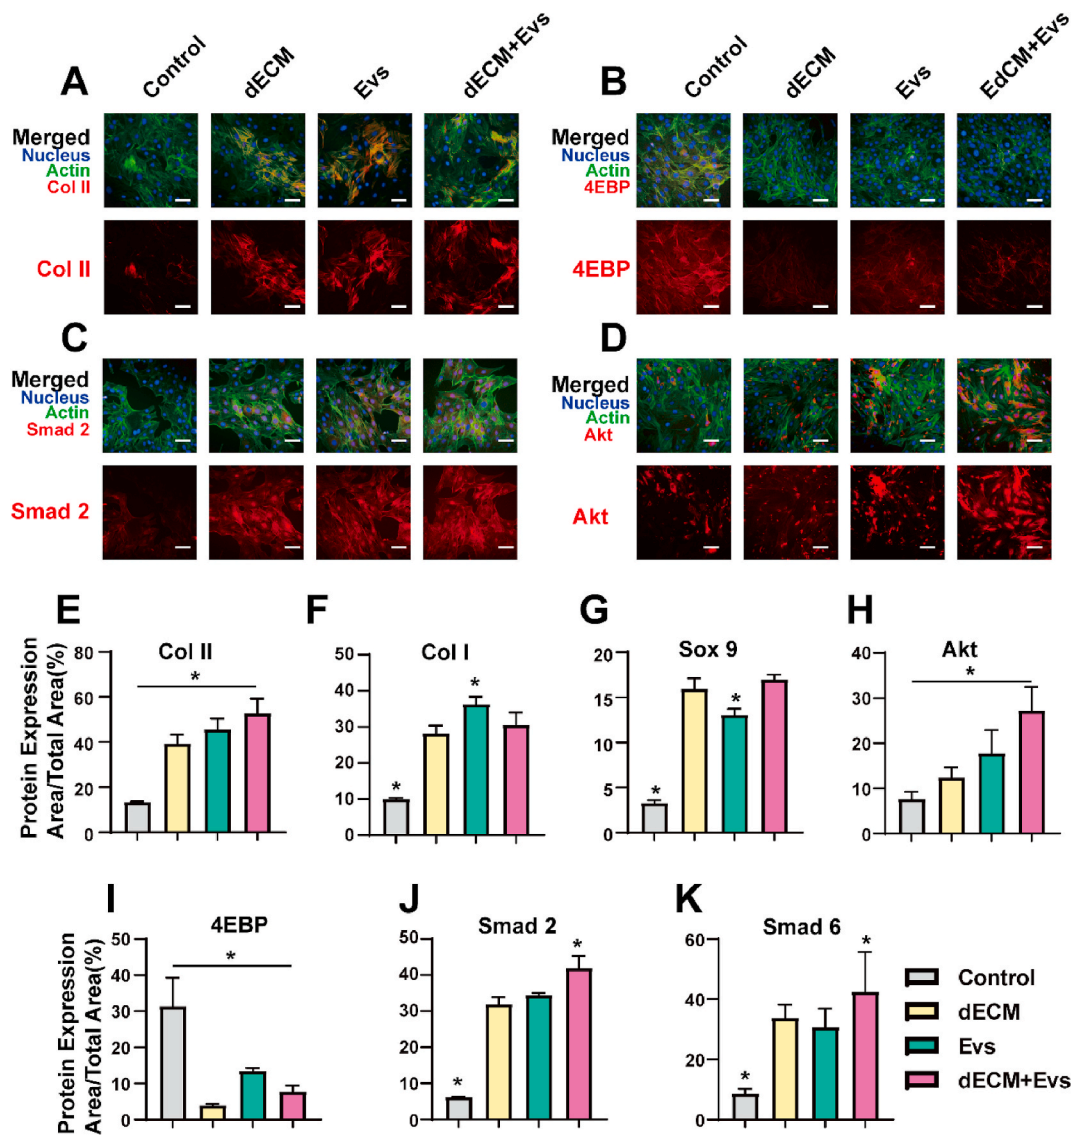 A
Control
dECM
Evs
dECM+Evs
Merged
Nucleus
Actin
Col II
Col II
B
Control
dECM
Evs
EdCM+Evs
Merged
Nucleus
Actin
4EBP
4EBP
C
Merged
Nucleus
Actin
Smad 2
Smad 2
D
Merged
Nucleus
Actin
Akt
Akt
E
Protein Expression
Area/Total Area(%)
Col II
*
80
60
40
20
0
F
Col I
*
*
50
40
30
20
10
0
G
Sox 9
*
*
20
15
10
5
0
H
Akt
*
40
30
20
10
0
I
Protein Expression
Area/Total Area(%)
4EBP
*
50
40
30
20
10
0
J
Smad 2
*
*
50
40
30
20
10
0
K
Smad 6
*
*
60
40
20
0
Control
dECM
Evs
dECM+Evs